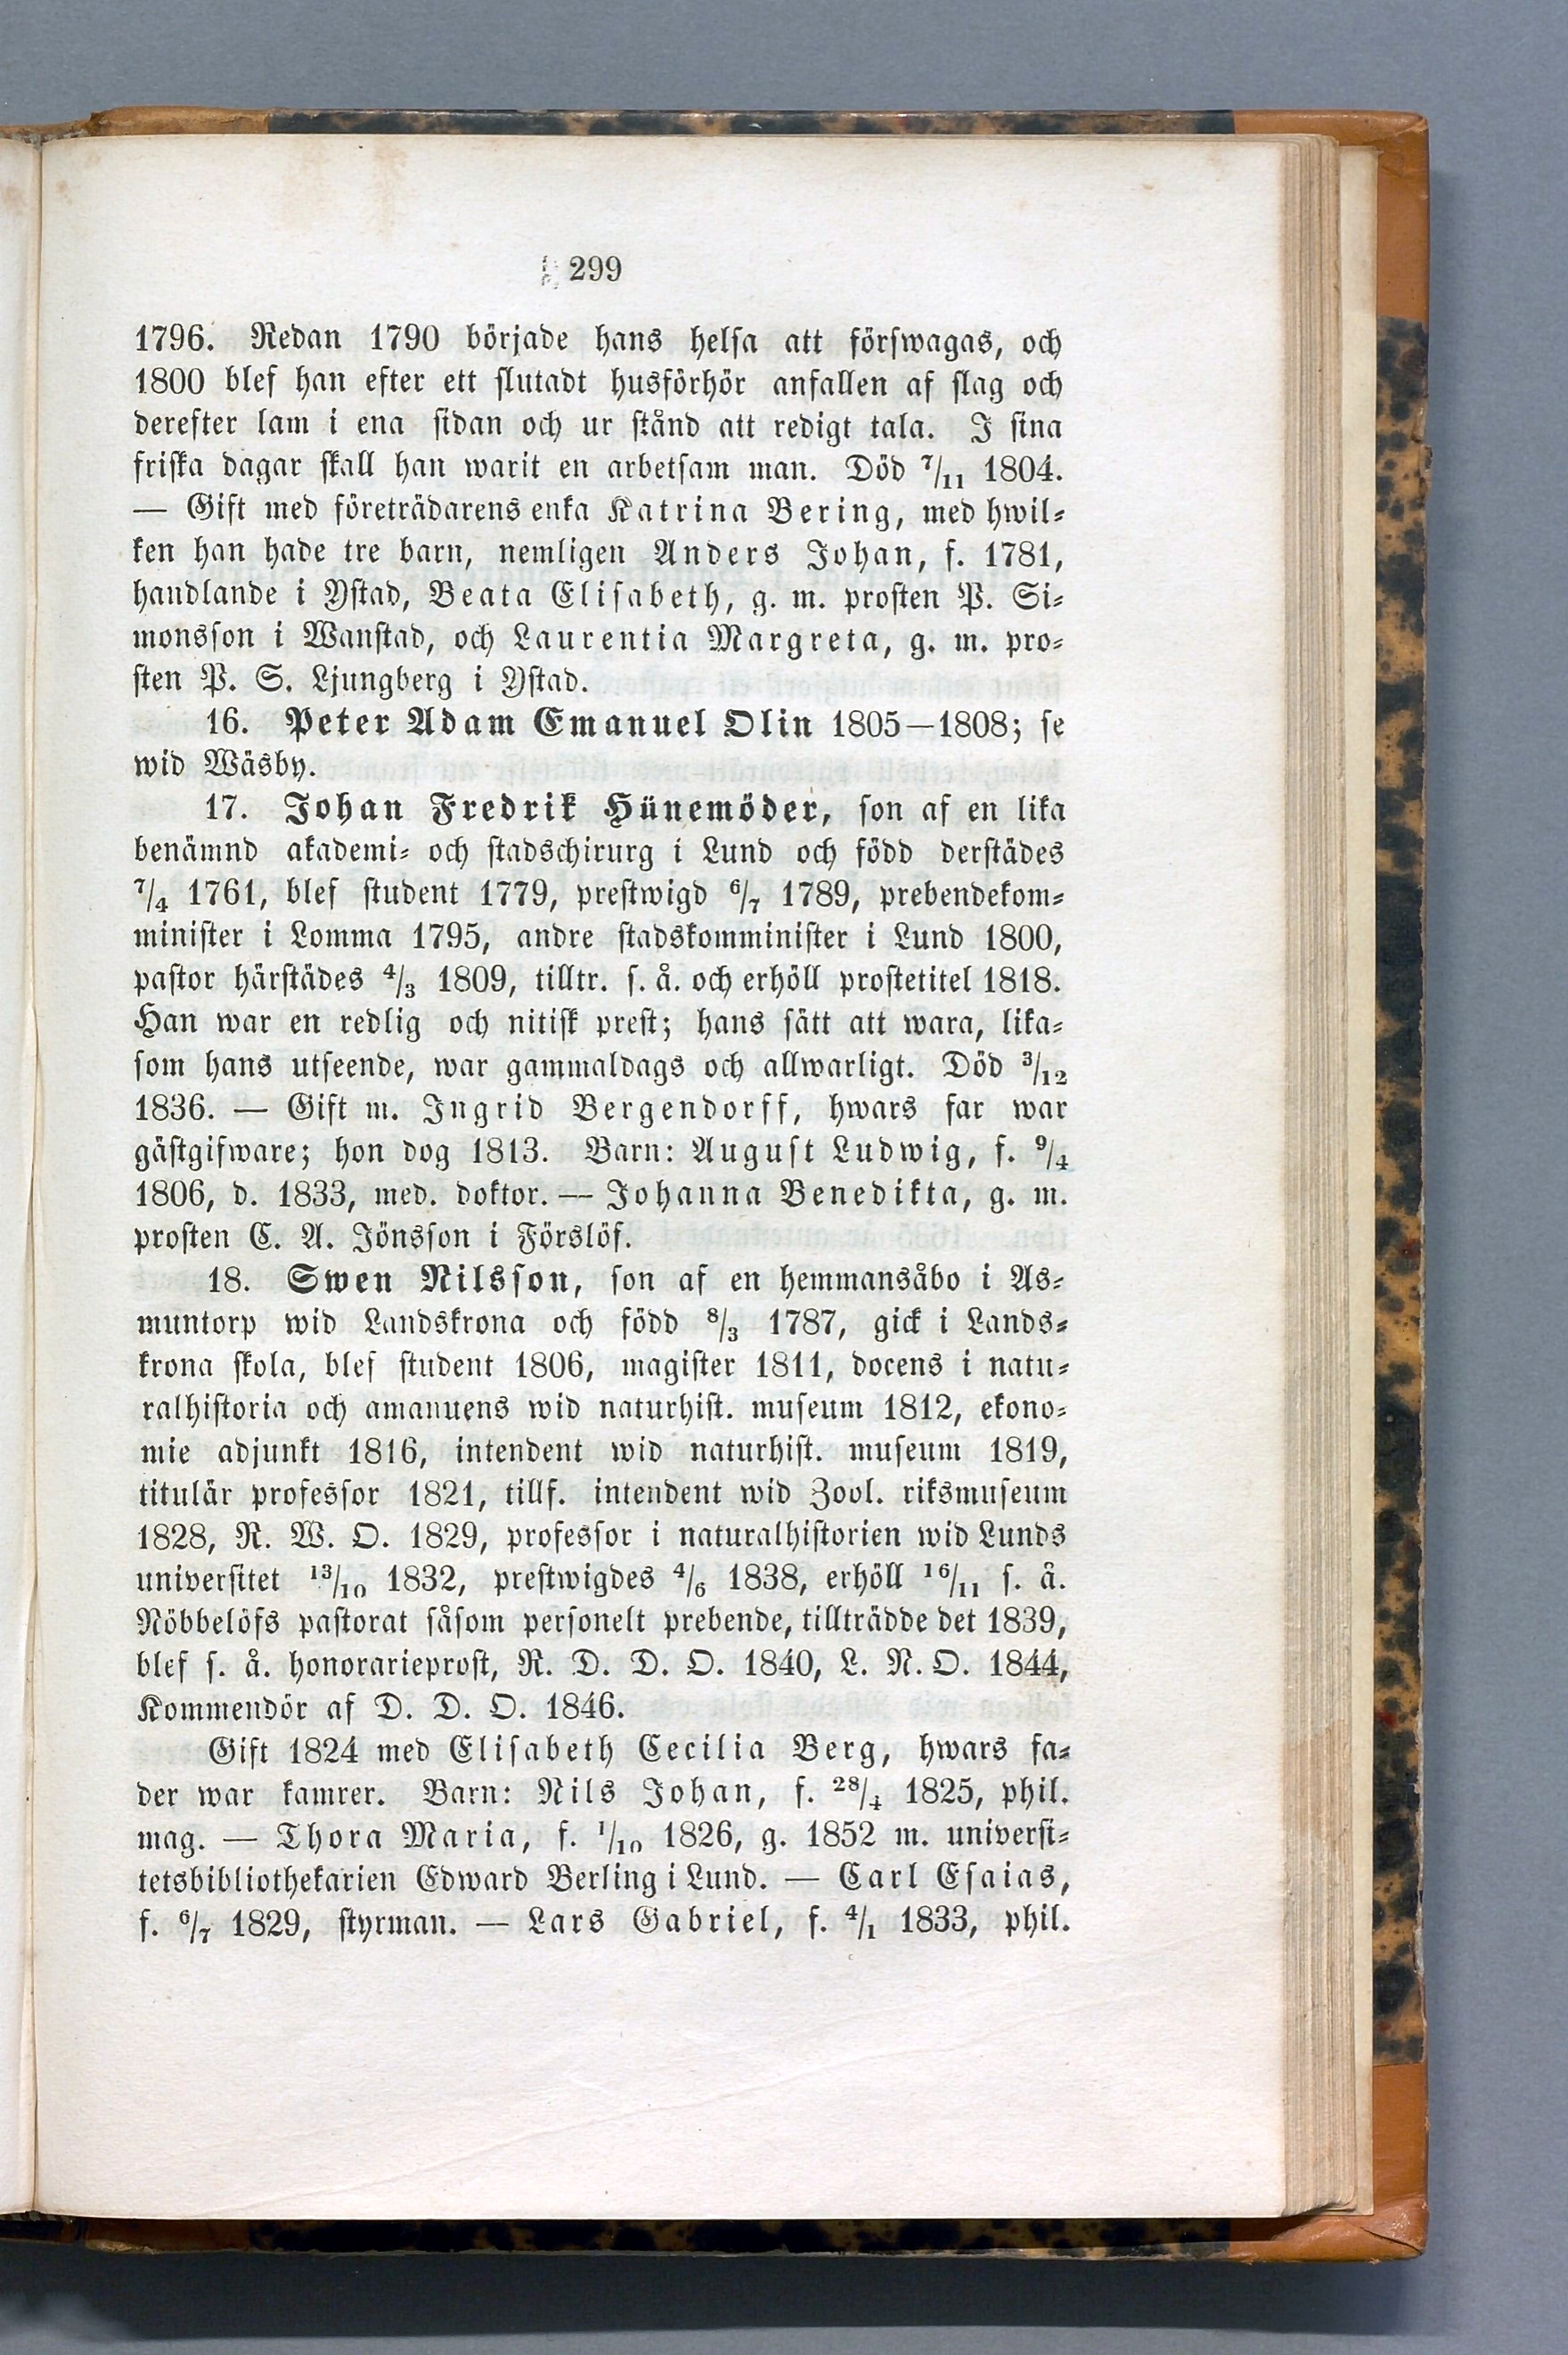 299
1796. Redan 1790 började hans helsa att förswagas, och
1800 blef han efter ett slutadt husförhör anfallen af slag och
derefter lam i ena sidan och ur stånd att redigt tala. I sina
friska dagar skall han warit en arbetsam man. Död 7/11 1804.
— Gift med företrädarens enka Katrina Bering, med hwil-
ken han hade tre barn, nemligen Anders Johan, f. 1781,
handlande i Ystad, Beata Elisabeth, g. m. prosten P. Si-
monsson i Wanstad, och Laurentia Margreta, g. m. pro-
sten P. S. Ljungberg i Ystad.
16. Peter Adam Emanuel Olin 1805—1808; se
wid Wäsby.
17. Johan Fredrik Hünemöder, son af en lika
benämnd akademi- och stadschirurg i Lund och född derstädes
7/4 1761, blef student 1779, prestwigd 6/7 1789, prebendekom-
minister i Lomma 1795, andre stadskomminister i Lund 1800,
pastor härstädes 4/3 1809, tilltr. s. å. och erhöll prostetitel 1818.
Han war en redlig och nitisk prest; hans sätt att wara, lika-
som hans utseende, war gammaldags och allwarligt. Död 3/12
1836. — Gift m. Ingrid Bergendorff, hwars far war
gästgifware; hon dog 1813. Barn: August Ludwig, f. 9/4
1806, d. 1833, med. doktor. — Johanna Benedikta, g. m.
prosten C. A. Jönsson i Förslöf.
18. Swen Nilsson, son af en hemmansåbo i As-
muntorp wid Landskrona och född 8/3 1787, gick i Lands-
krona skola, blef student 1806, magister 1811, docens i natu-
ralhistoria och amanuens wid naturhist. museum 1812, ekono-
mie adjunkt 1816, intendent wid naturhist. museum 1819,
titulär professor 1821, tillf. intendent wid Zool. riksmuseum
1828, R. W. O. 1829, professor i naturalhistorien wid Lunds
universitet 13/10 1832, prestwigdes 4/6 1838, erhöll 16/11 s. å.
Nöbbelöfs pastorat såsom personelt prebende, tillträdde det 1839,
blef s. å. honorarieprost, R. D. D. O. 1840, L. N. O. 1844,
Kommendör af D. D. O. 1846.
Gift 1824 med Elisabeth Cecilia Berg, hwars fa-
der war kamrer. Barn: Nils Johan, f. 28/4 1825, phil.
mag. — Thora Maria, f. 1/10 1826, g. 1852 m. universi-
tetsbibliothekarien Edward Berling i Lund. — Carl Esaias,
f. 6/7 1829, styrman. — Lars Gabriel, f. 4/1 1833, phil.